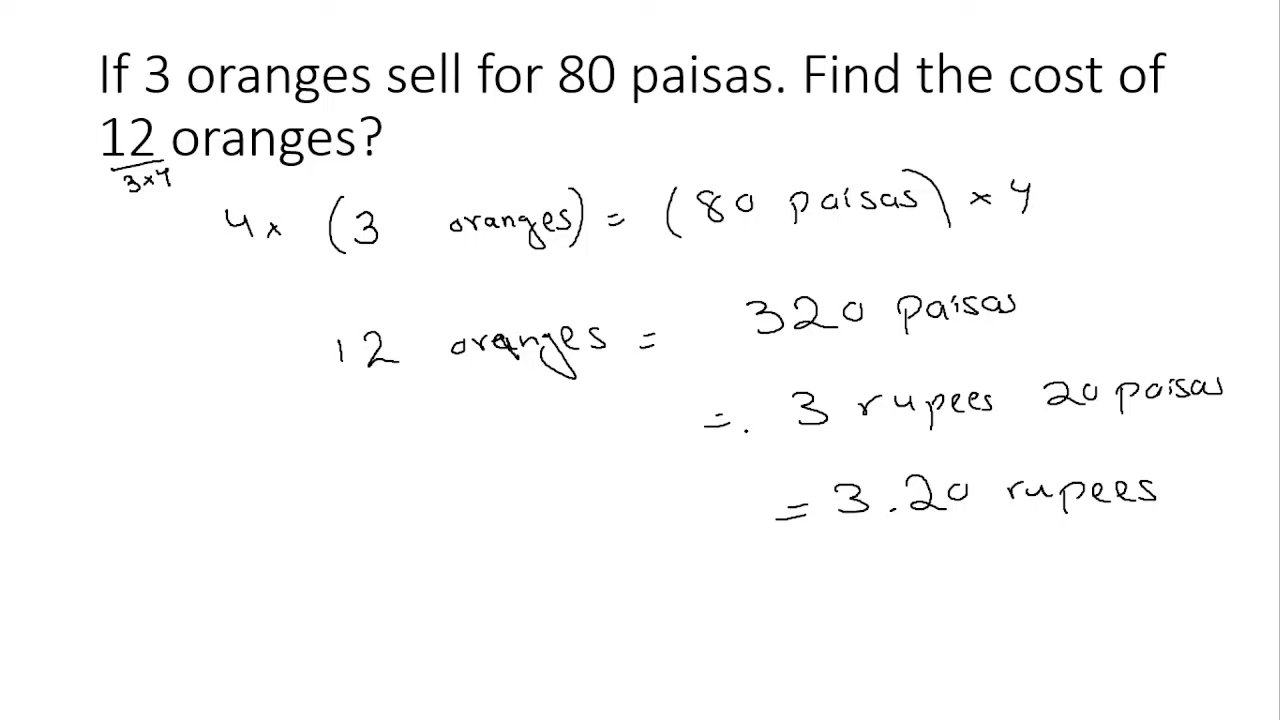 If 3 oranges sell for 80 paisas. Find the cost of
12 oranges?
3×4
4 × (3 oranges) = (80 paisas) × 4
12 oranges = 320 paisas
=. 3 rupees 20 paisas
= 3.20 rupees